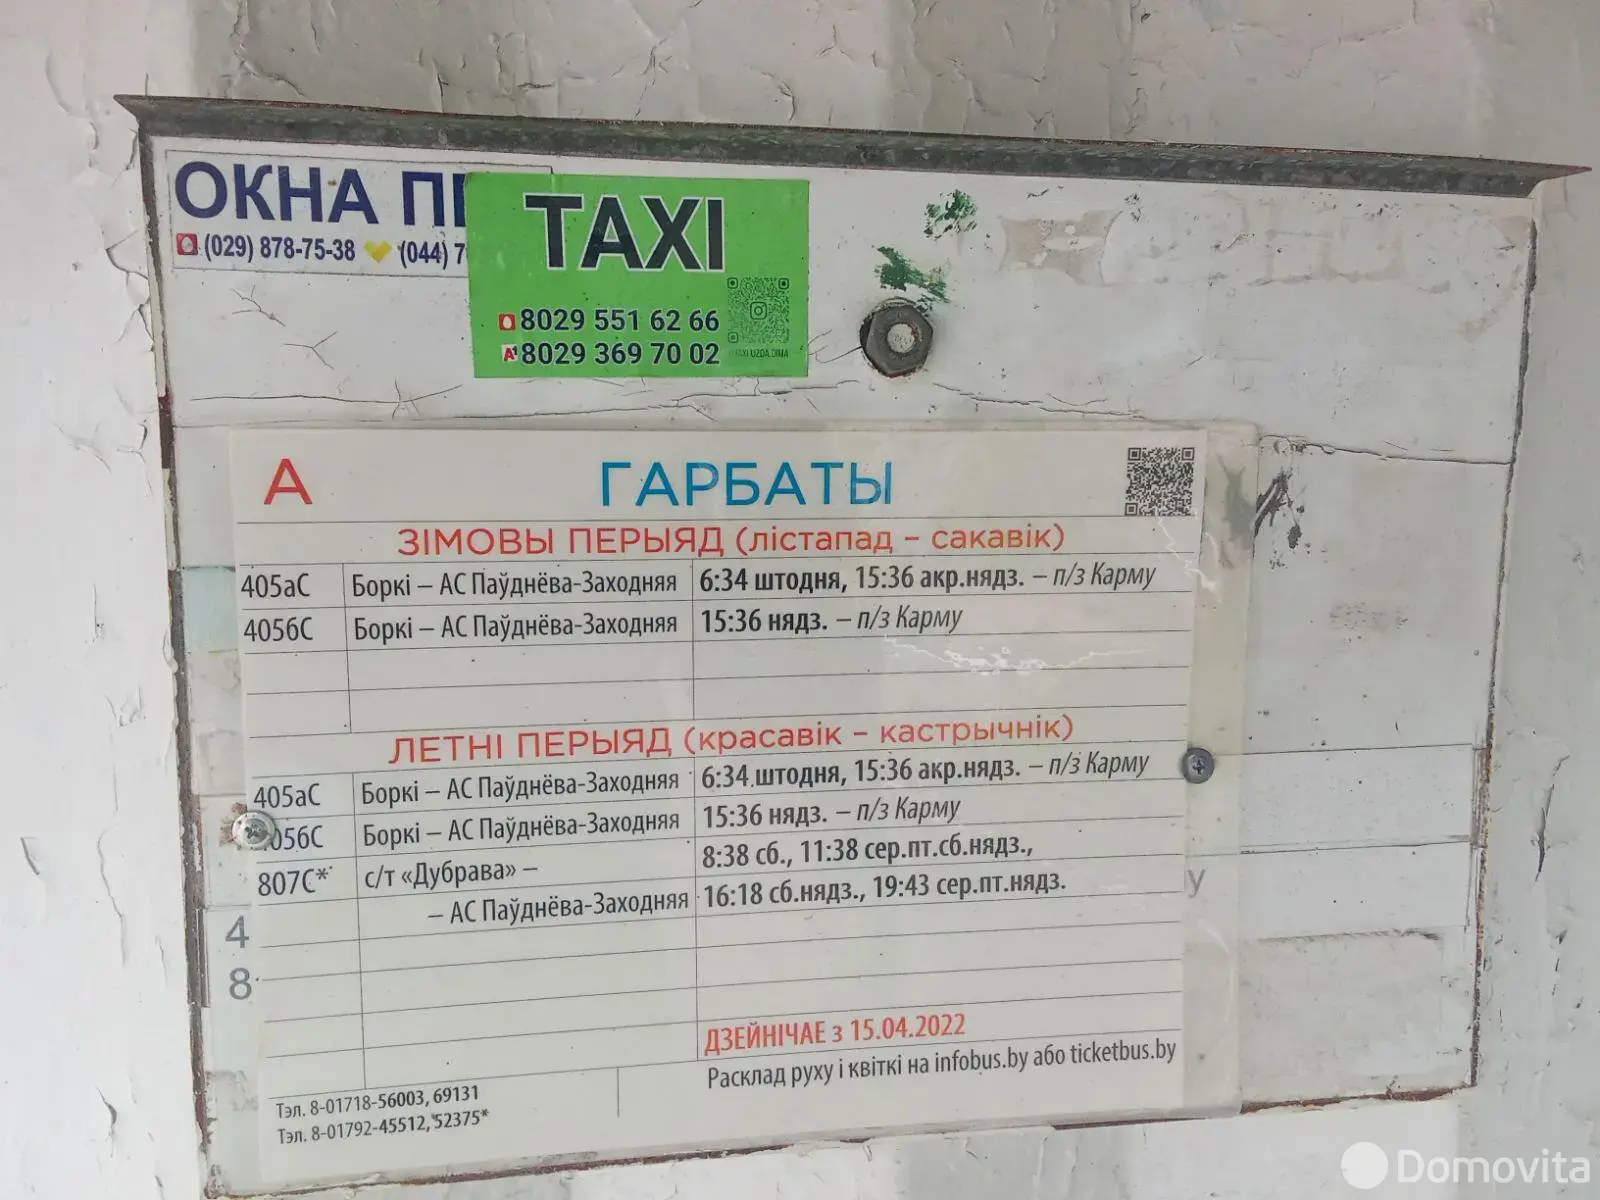 ОКНА П
(029) 878-75-38 (044) 7
TAXI
8029 551 62 66
8029 369 70 02
TAXI.UZDA.DIMA
А ГАРБАТЫ
ЗІМОВЫ ПЕРЫЯД (лістапад – сакавік)
405аС Боркі – АС Паўднёва-Заходняя 6:34 штодня, 15:36 акр.нядз. – п/з Карму
405бС Боркі – АС Паўднёва-Заходняя 15:36 нядз. – п/з Карму
ЛЕТНІ ПЕРЫЯД (красавік – кастрычнік)
405аС Боркі – АС Паўднёва-Заходняя 6:34 штодня, 15:36 акр.нядз. – п/з Карму
405бС Боркі – АС Паўднёва-Заходняя 15:36 нядз. – п/з Карму
807С* с/т «Дубрава» – 8:38 сб., 11:38 сер.пт.сб.нядз.,
– АС Паўднёва-Заходняя 16:18 сб.нядз., 19:43 сер.пт.нядз.
у
4
8
ДЗЕЙНІЧАЕ з 15.04.2022
Расклад руху і квіткі на infobus.by або ticketbus.by
Тэл. 8-01718-56003, 69131
Тэл. 8-01792-45512, 52375*
Domovita